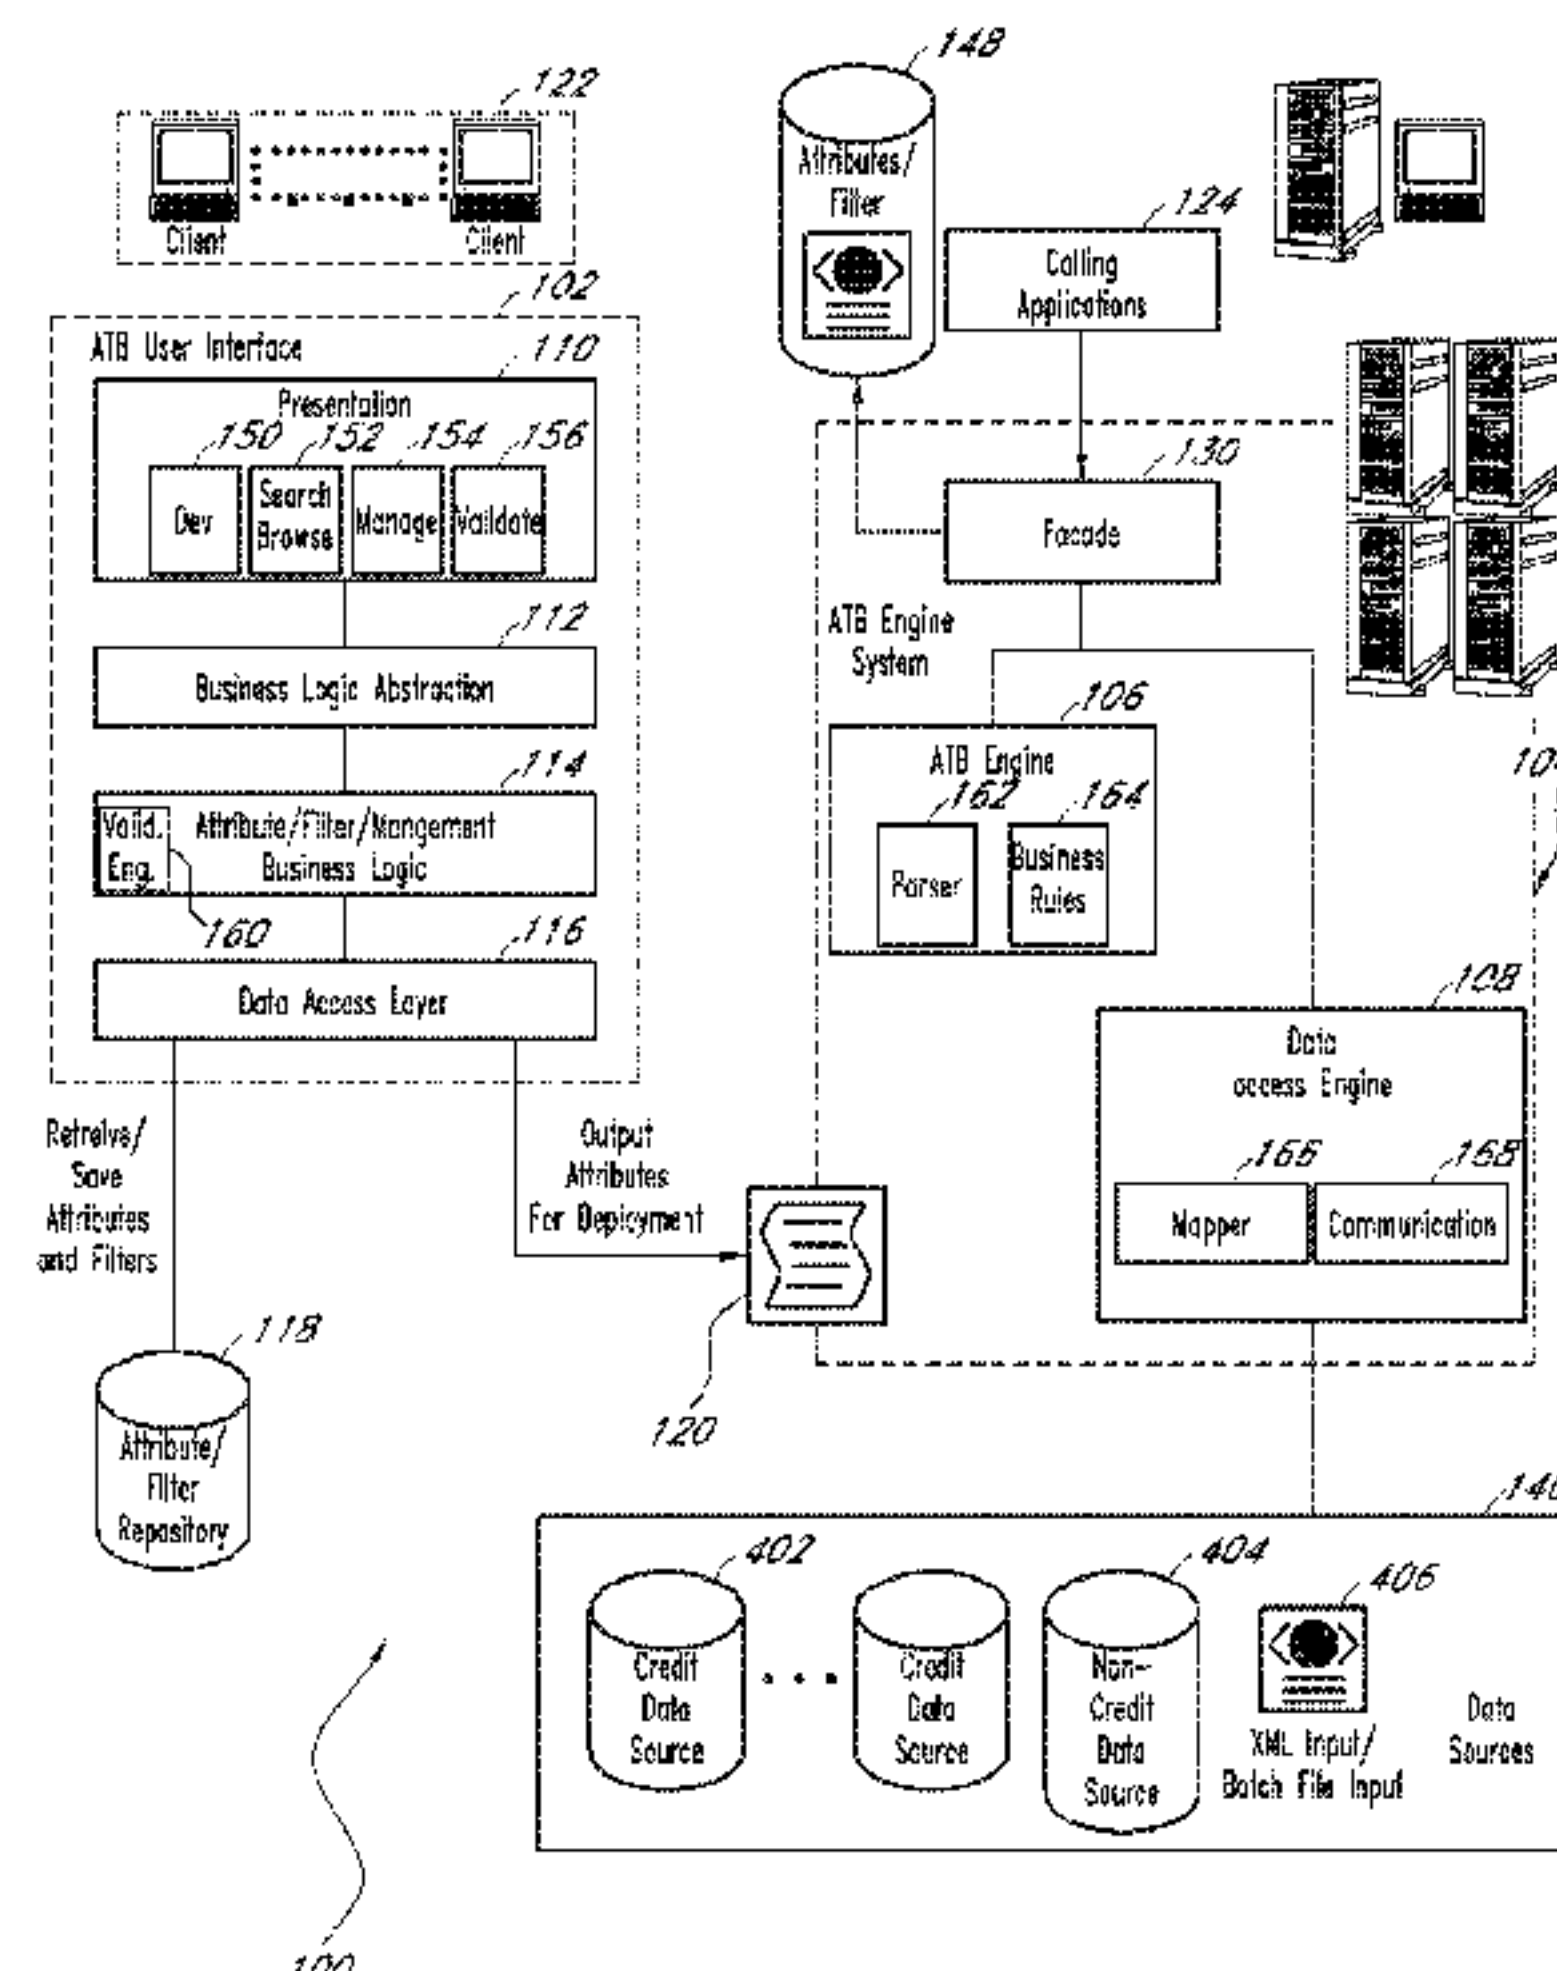 122
Client
Client
148
Attributes/
Filter
124
Calling
Applications
102
ATB User Interface
110
Presentation
150
152
154
156
Dev
Search
Browse
Manage
Vaildate
112
Business Logic Abstraction
114
Valid.
Eng.
Attribute/Filter/Mangement
Business Logic
160
116
Data Access Layer
130
Facade
ATB Engine
System
106
ATB Engine
162
164
Parser
Business
Rules
108
Data
access Engine
166
168
Mapper
Communication
Retreive/
Save
Attributes
and Filters
Output
Attributes
For Deployment
118
Attribute/
Filter
Repository
120
402
Credit
Data
Source
Credit
Data
Source
404
Non-
Credit
Data
Source
406
XML Input/
Batch File Input
Data
Sources